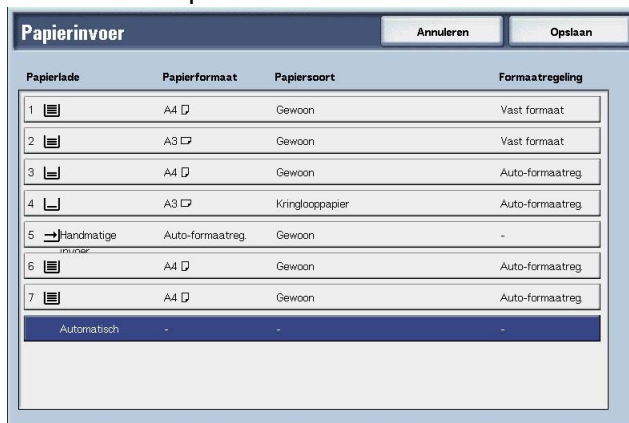 Papierinvoer Annuleren Opslaan
Papierlade Papierformaat Papiersoort Formaatregeling
1 A4 Gewoon Vast formaat
2 A3 Gewoon Vast formaat
3 A4 Gewoon Auto-formaatreg.
4 A3 Kringlooppapier Auto-formaatreg.
5 Handmatige invoer Auto-formaatreg. Gewoon -
6 A4 Gewoon Auto-formaatreg.
7 A4 Gewoon Auto-formaatreg.
Automatisch - - -